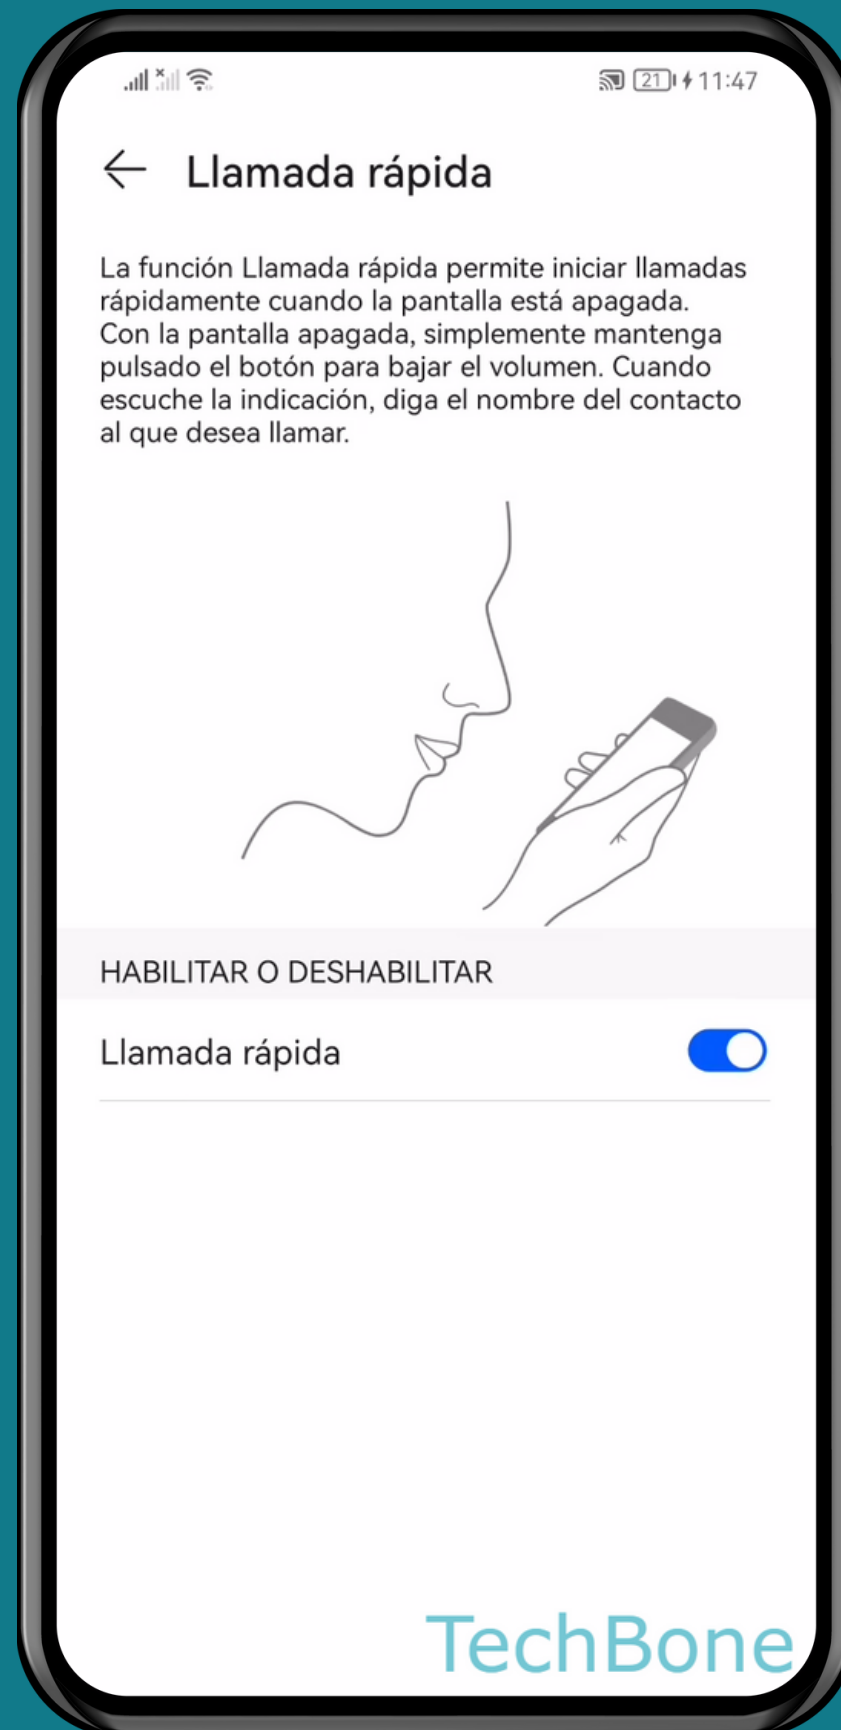 21 11:47
Llamada rápida
La función Llamada rápida permite iniciar llamadas
rápidamente cuando la pantalla está apagada.
Con la pantalla apagada, simplemente mantenga
pulsado el botón para bajar el volumen. Cuando
escuche la indicación, diga el nombre del contacto
al que desea llamar.
HABILITAR O DESHABILITAR
Llamada rápida
TechBone